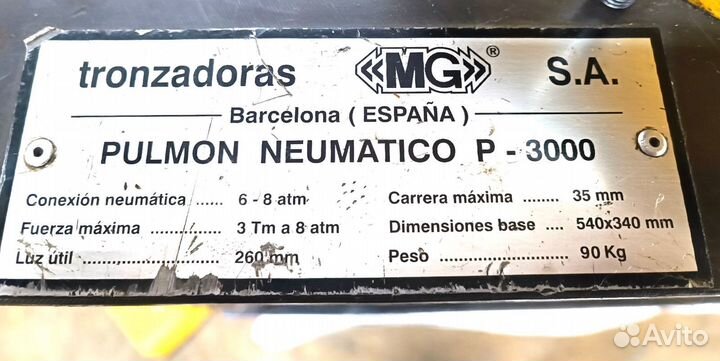 tronzadoras «MG»® S.A.
Barcelona ( ESPAÑA )
PULMON NEUMATICO P - 3000
Conexión neumática ...... 6 - 8 atm
Fuerza máxima ............... 3 Tm a 8 atm
Luz útil ............................ 260 mm
Carrera máxima ........ 35 mm
Dimensiones base .... 540x340 mm
Peso ............................ 90 Kg
Avito